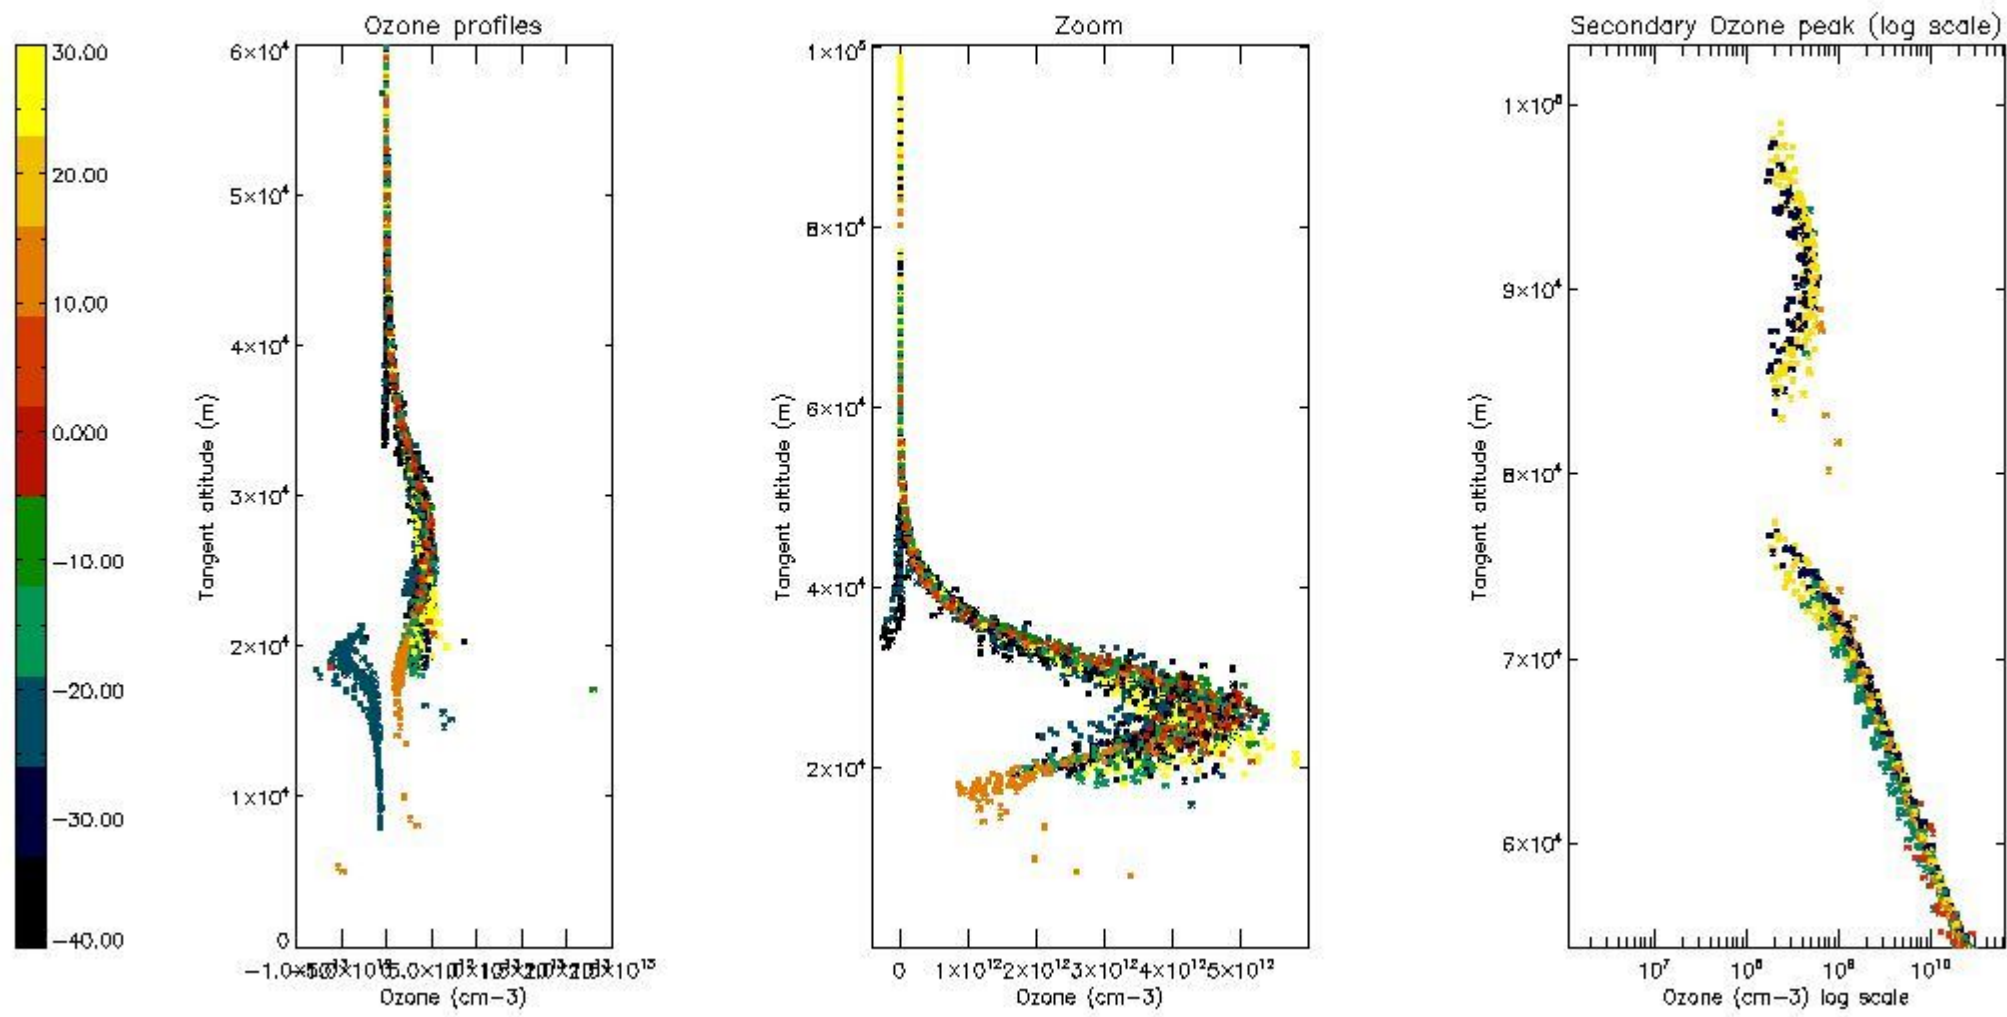 Ozone profiles
Zoom
Secondary Ozone peak (log scale)
30.00
20.00
10.00
0.000
−10.00
−20.00
−30.00
−40.00
6×10⁴
5×10⁴
4×10⁴
3×10⁴
2×10⁴
1×10⁴
0
Tangent altitude (m)
Ozone (cm−3)
1×10⁵
8×10⁴
6×10⁴
4×10⁴
2×10⁴
Tangent altitude (m)
0 1×10¹² 2×10¹² 3×10¹² 4×10¹² 5×10¹²
Ozone (cm−3)
9×10⁴
8×10⁴
7×10⁴
6×10⁴
Tangent altitude (m)
10⁷ 10⁸ 10⁹ 10¹⁰
Ozone (cm−3) log scale